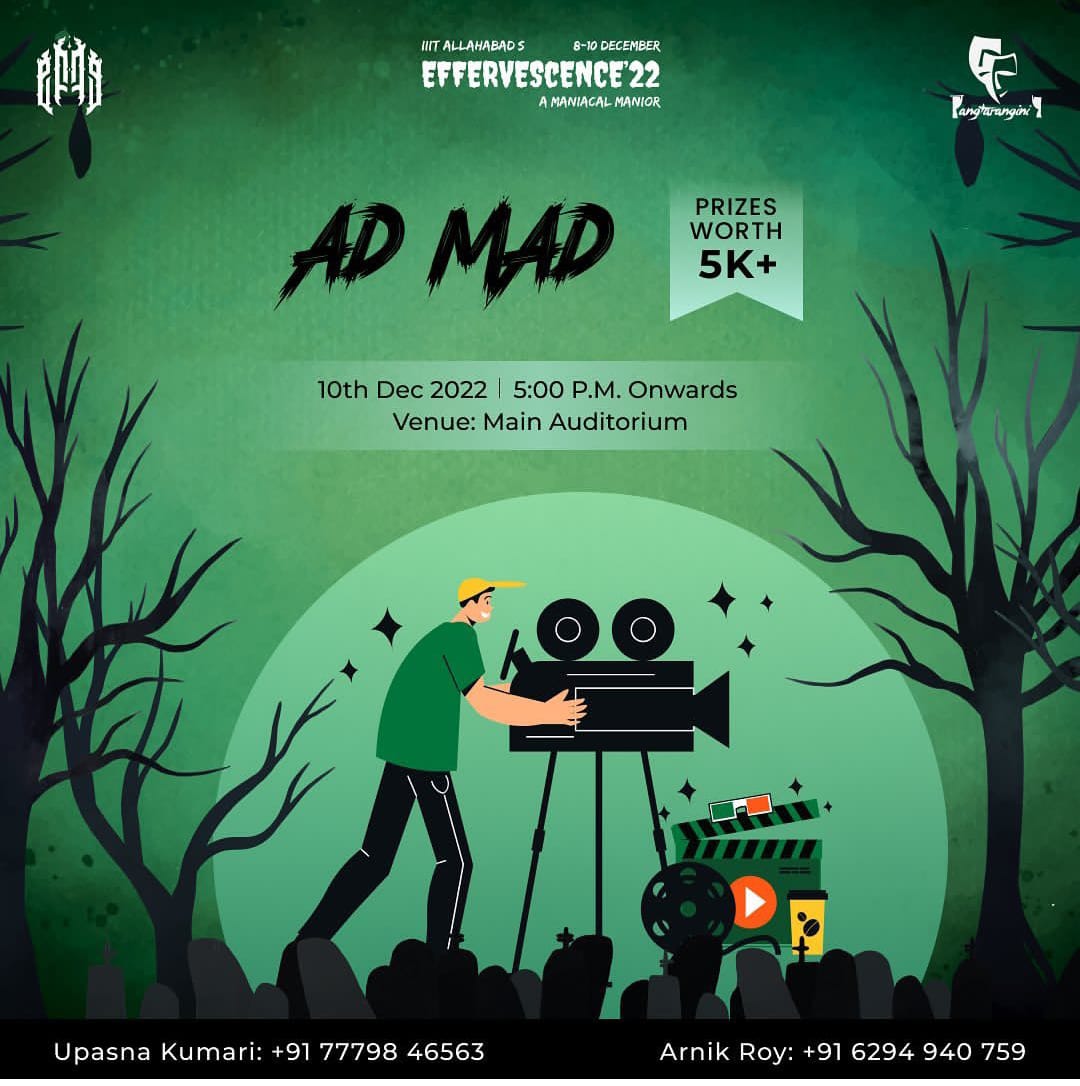 IIIT ALLAHABAD S 8-10 DECEMBER
EFFERVESCENCE'22
A MANIACAL MANIOR
Rangtarangini
AD MAD
PRIZES
WORTH
5K+
10th Dec 2022 | 5:00 P.M. Onwards
Venue: Main Auditorium
Upasna Kumari: +91 77798 46563
Arnik Roy: +91 6294 940 759